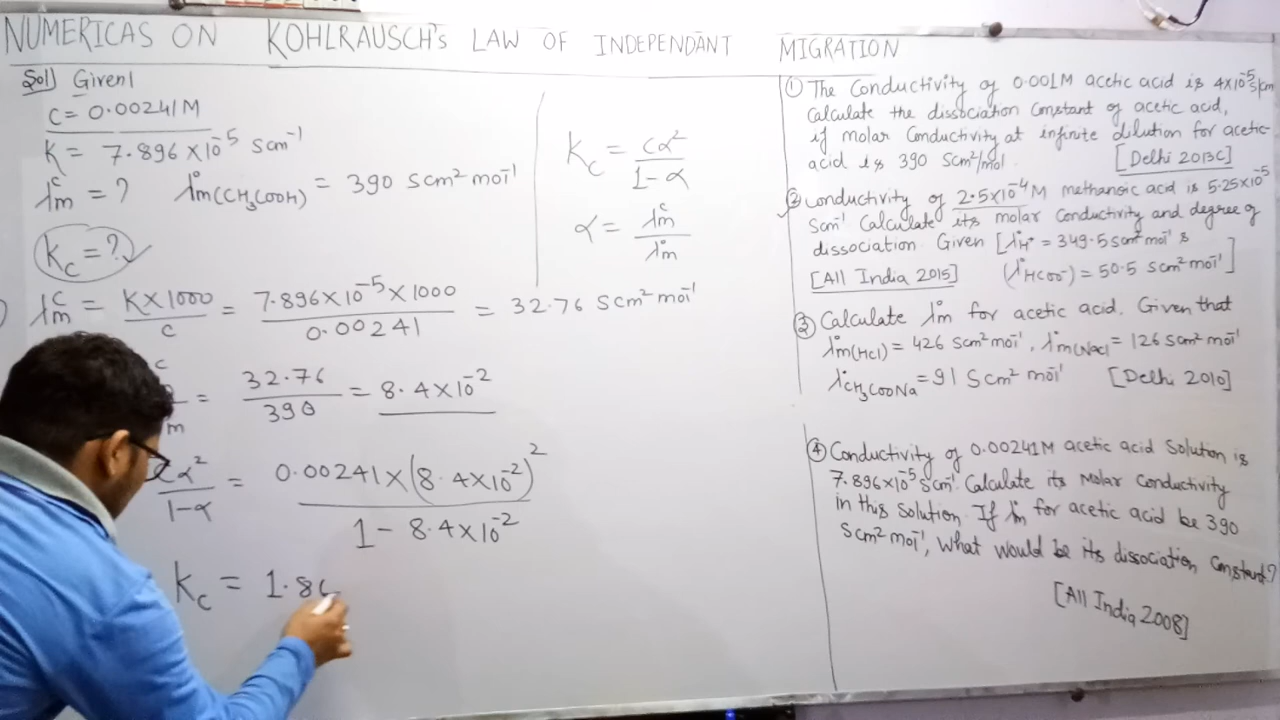 NUMERICAS ON KOHLRAUSCH's LAW OF INDEPENDANT MIGRATION
Sol) Given
C = 0.00241M
K = 7.896×10⁻⁵ S cm⁻¹
λᶜm = ? λ°m(CH₃COOH) = 390 S cm² mol⁻¹
Kc = ?
λᶜm = K×1000/C = 7.896×10⁻⁵×1000/0.00241 = 32.76 S cm² mol⁻¹
= 32.76/390 = 8.4×10⁻²
Cα²/1-α = 0.00241×(8.4×10⁻²)²/1-8.4×10⁻²
Kc = 1.8
Kc = Cα²/1-α
α = λᶜm/λ°m
① The Conductivity of 0.001M acetic acid is 4×10⁻⁵ S/cm
Calculate the dissociation Constant of acetic acid,
if molar Conductivity at infinite dilution for acetic-
acid is 390 Scm²/mol. [Delhi 2013C]
② Conductivity of 2.5×10⁻⁴M methanoic acid is 5.25×10⁻⁵
Scm⁻¹ Calculate its molar Conductivity and degree of
dissociation. Given [λ°H⁺ = 349.5 Scm² mol⁻¹ &
[All India 2015] (λ°HCOO⁻) = 50.5 Scm² mol⁻¹]
③ Calculate λ°m for acetic acid. Given that
λ°m(HCl) = 426 Scm² mol⁻¹, λ°m(NaCl) = 126 Scm² mol⁻¹
λ°CH₃COONa = 91 S cm² mol⁻¹ [Delhi 2010]
④ Conductivity of 0.00241M acetic acid Solution is
7.896×10⁻⁵ Scm⁻¹. Calculate its Molar Conductivity
in this Solution. If λ°m for acetic acid be 390
Scm² mol⁻¹, What would be its dissociation Constant?
[All India 2008]